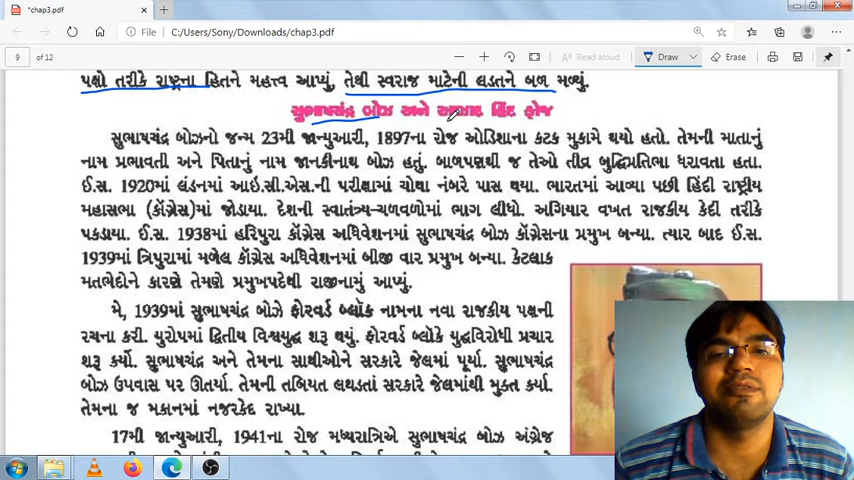 *chap3.pdf
C:/Users/Sony/Downloads/chap3.pdf
9 of 12
Draw
Erase
પક્ષો તરીકે રાષ્ટ્રના હિતને મહત્ત્વ આપ્યું, તેથી સ્વરાજ માટેની લડતને બળ મળ્યું.
સુભાષચંદ્ર બોઝ અને આઝાદ હિંદ ફોજ
સુભાષચંદ્ર બોઝનો જન્મ 23મી જાન્યુઆરી, 1897ના રોજ ઓડિશાના કટક મુકામે થયો હતો. તેમની માતાનું
નામ પ્રભાવતી અને પિતાનું નામ જાનકીનાથ બોઝ હતું. બાળપણથી જ તેઓ તીવ્ર બુદ્ધિપ્રતિભા ધરાવતા હતા.
ઈ.સ. 1920માં લંડનમાં આઇ.સી.એસ.ની પરીક્ષામાં ચોથા નંબરે પાસ થયા. ભારતમાં આવ્યા પછી હિંદી રાષ્ટ્રીય
મહાસભા (કૉંગ્રેસ)માં જોડાયા. દેશની સ્વાતંત્ર્ય-ચળવળોમાં ભાગ લીધો. અગિયાર વખત રાજકીય કેદી તરીકે
પકડાયા. ઈ.સ. 1938માં હરિપુરા કૉંગ્રેસ અધિવેશનમાં સુભાષચંદ્ર બોઝ કૉંગ્રેસના પ્રમુખ બન્યા. ત્યાર બાદ ઈ.સ.
1939માં ત્રિપુરામાં મળેલ કૉંગ્રેસ અધિવેશનમાં બીજી વાર પ્રમુખ બન્યા. કેટલાક
મતભેદોને કારણે તેમણે પ્રમુખપદેથી રાજીનામું આપ્યું.
મે, 1939માં સુભાષચંદ્ર બોઝે ફોરવર્ડ બ્લૉક નામના નવા રાજકીય પક્ષની
રચના કરી. યુરોપમાં દ્વિતીય વિશ્વયુદ્ધ શરૂ થયું. ફોરવર્ડ બ્લૉકે યુદ્ધવિરોધી પ્રચાર
શરૂ કર્યો. સુભાષચંદ્ર અને તેમના સાથીઓને સરકારે જેલમાં પૂર્યા. સુભાષચંદ્ર
બોઝ ઉપવાસ પર ઊતર્યા. તેમની તબિયત લથડતાં સરકારે જેલમાંથી મુક્ત કર્યા.
તેમના જ મકાનમાં નજરકેદ રાખ્યા.
17મી જાન્યુઆરી, 1941ના રોજ મધ્યરાત્રિએ સુભાષચંદ્ર બોઝ અંગ્રેજ